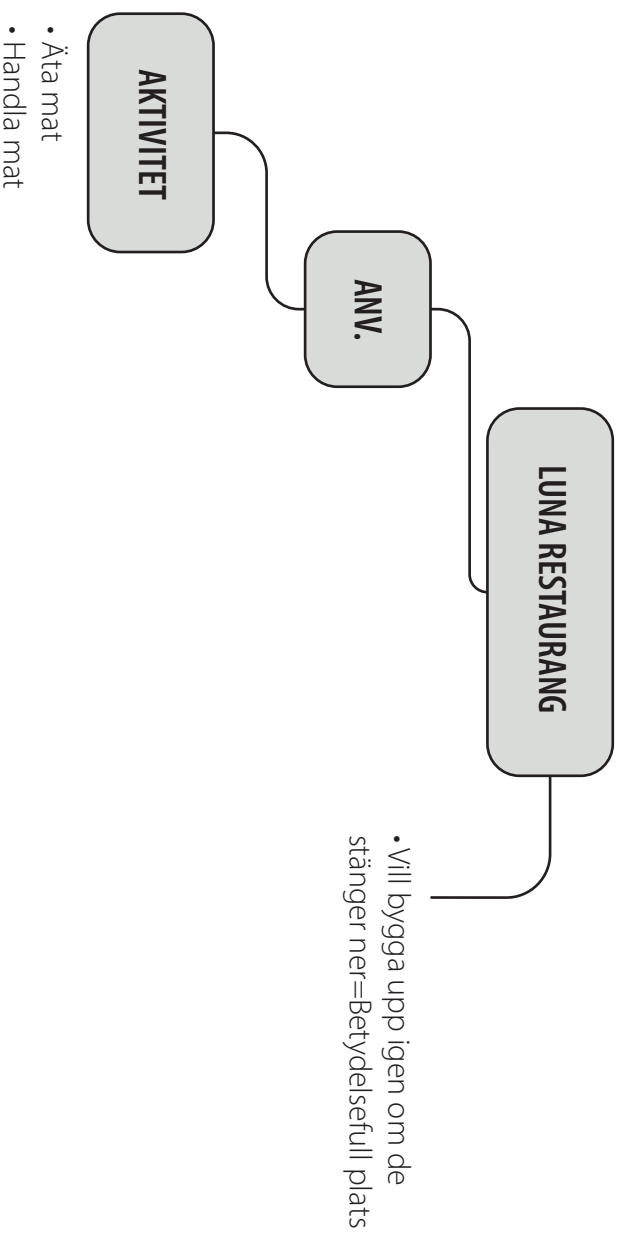 LUNA RESTAURANG
• Vill bygga upp igen om de
stänger ner=Betydelsefull plats
ANV.
AKTIVITET
• Äta mat
• Handla mat